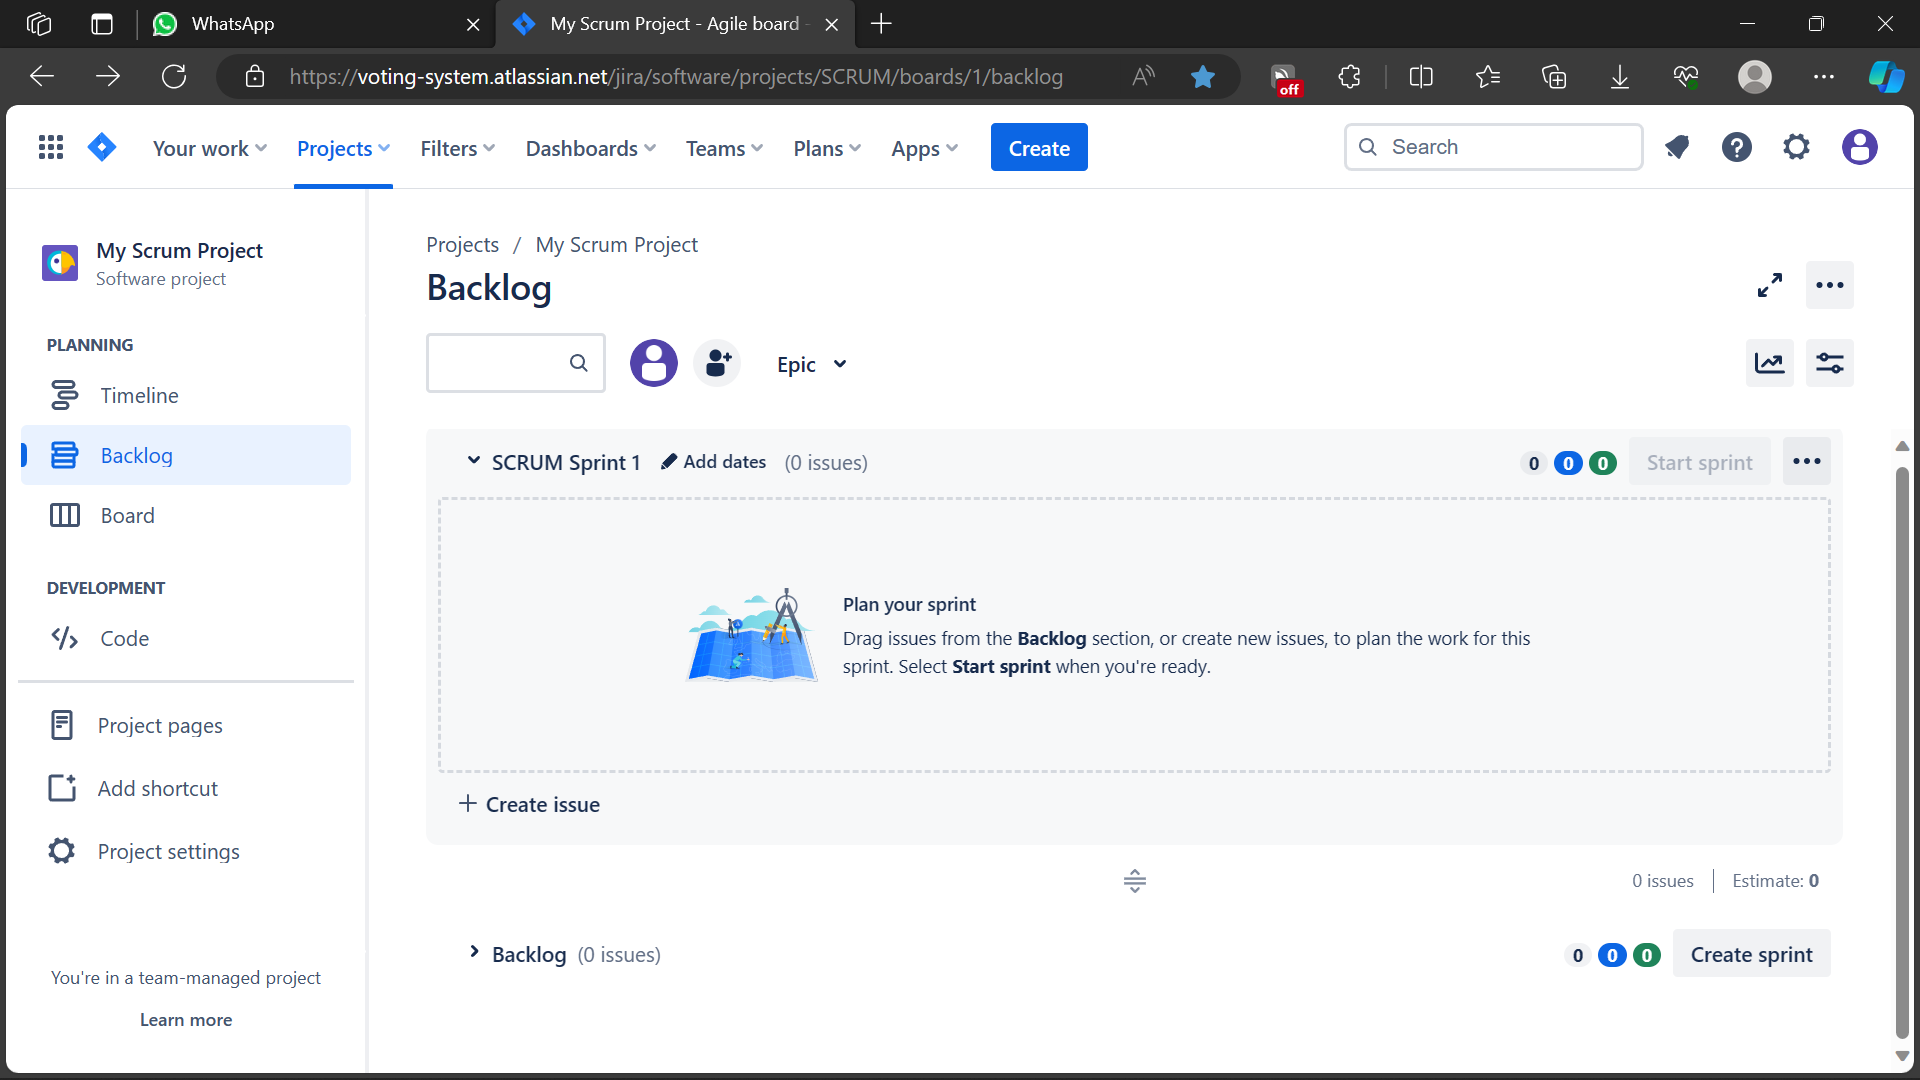 WhatsApp
My Scrum Project - Agile board -
https://voting-system.atlassian.net/jira/software/projects/SCRUM/boards/1/backlog
A
off
Your work
Projects
Filters
Dashboards
Teams
Plans
Apps
Create
Search
?
My Scrum Project
Software project
PLANNING
Timeline
Backlog
Board
DEVELOPMENT
Code
Project pages
Add shortcut
Project settings
You're in a team-managed project
Learn more
Projects / My Scrum Project
Backlog
Epic
SCRUM Sprint 1 Add dates (0 issues)
0 0 0 Start sprint
Plan your sprint
Drag issues from the Backlog section, or create new issues, to plan the work for this
sprint. Select Start sprint when you're ready.
+ Create issue
0 issues Estimate: 0
Backlog (0 issues)
0 0 0 Create sprint